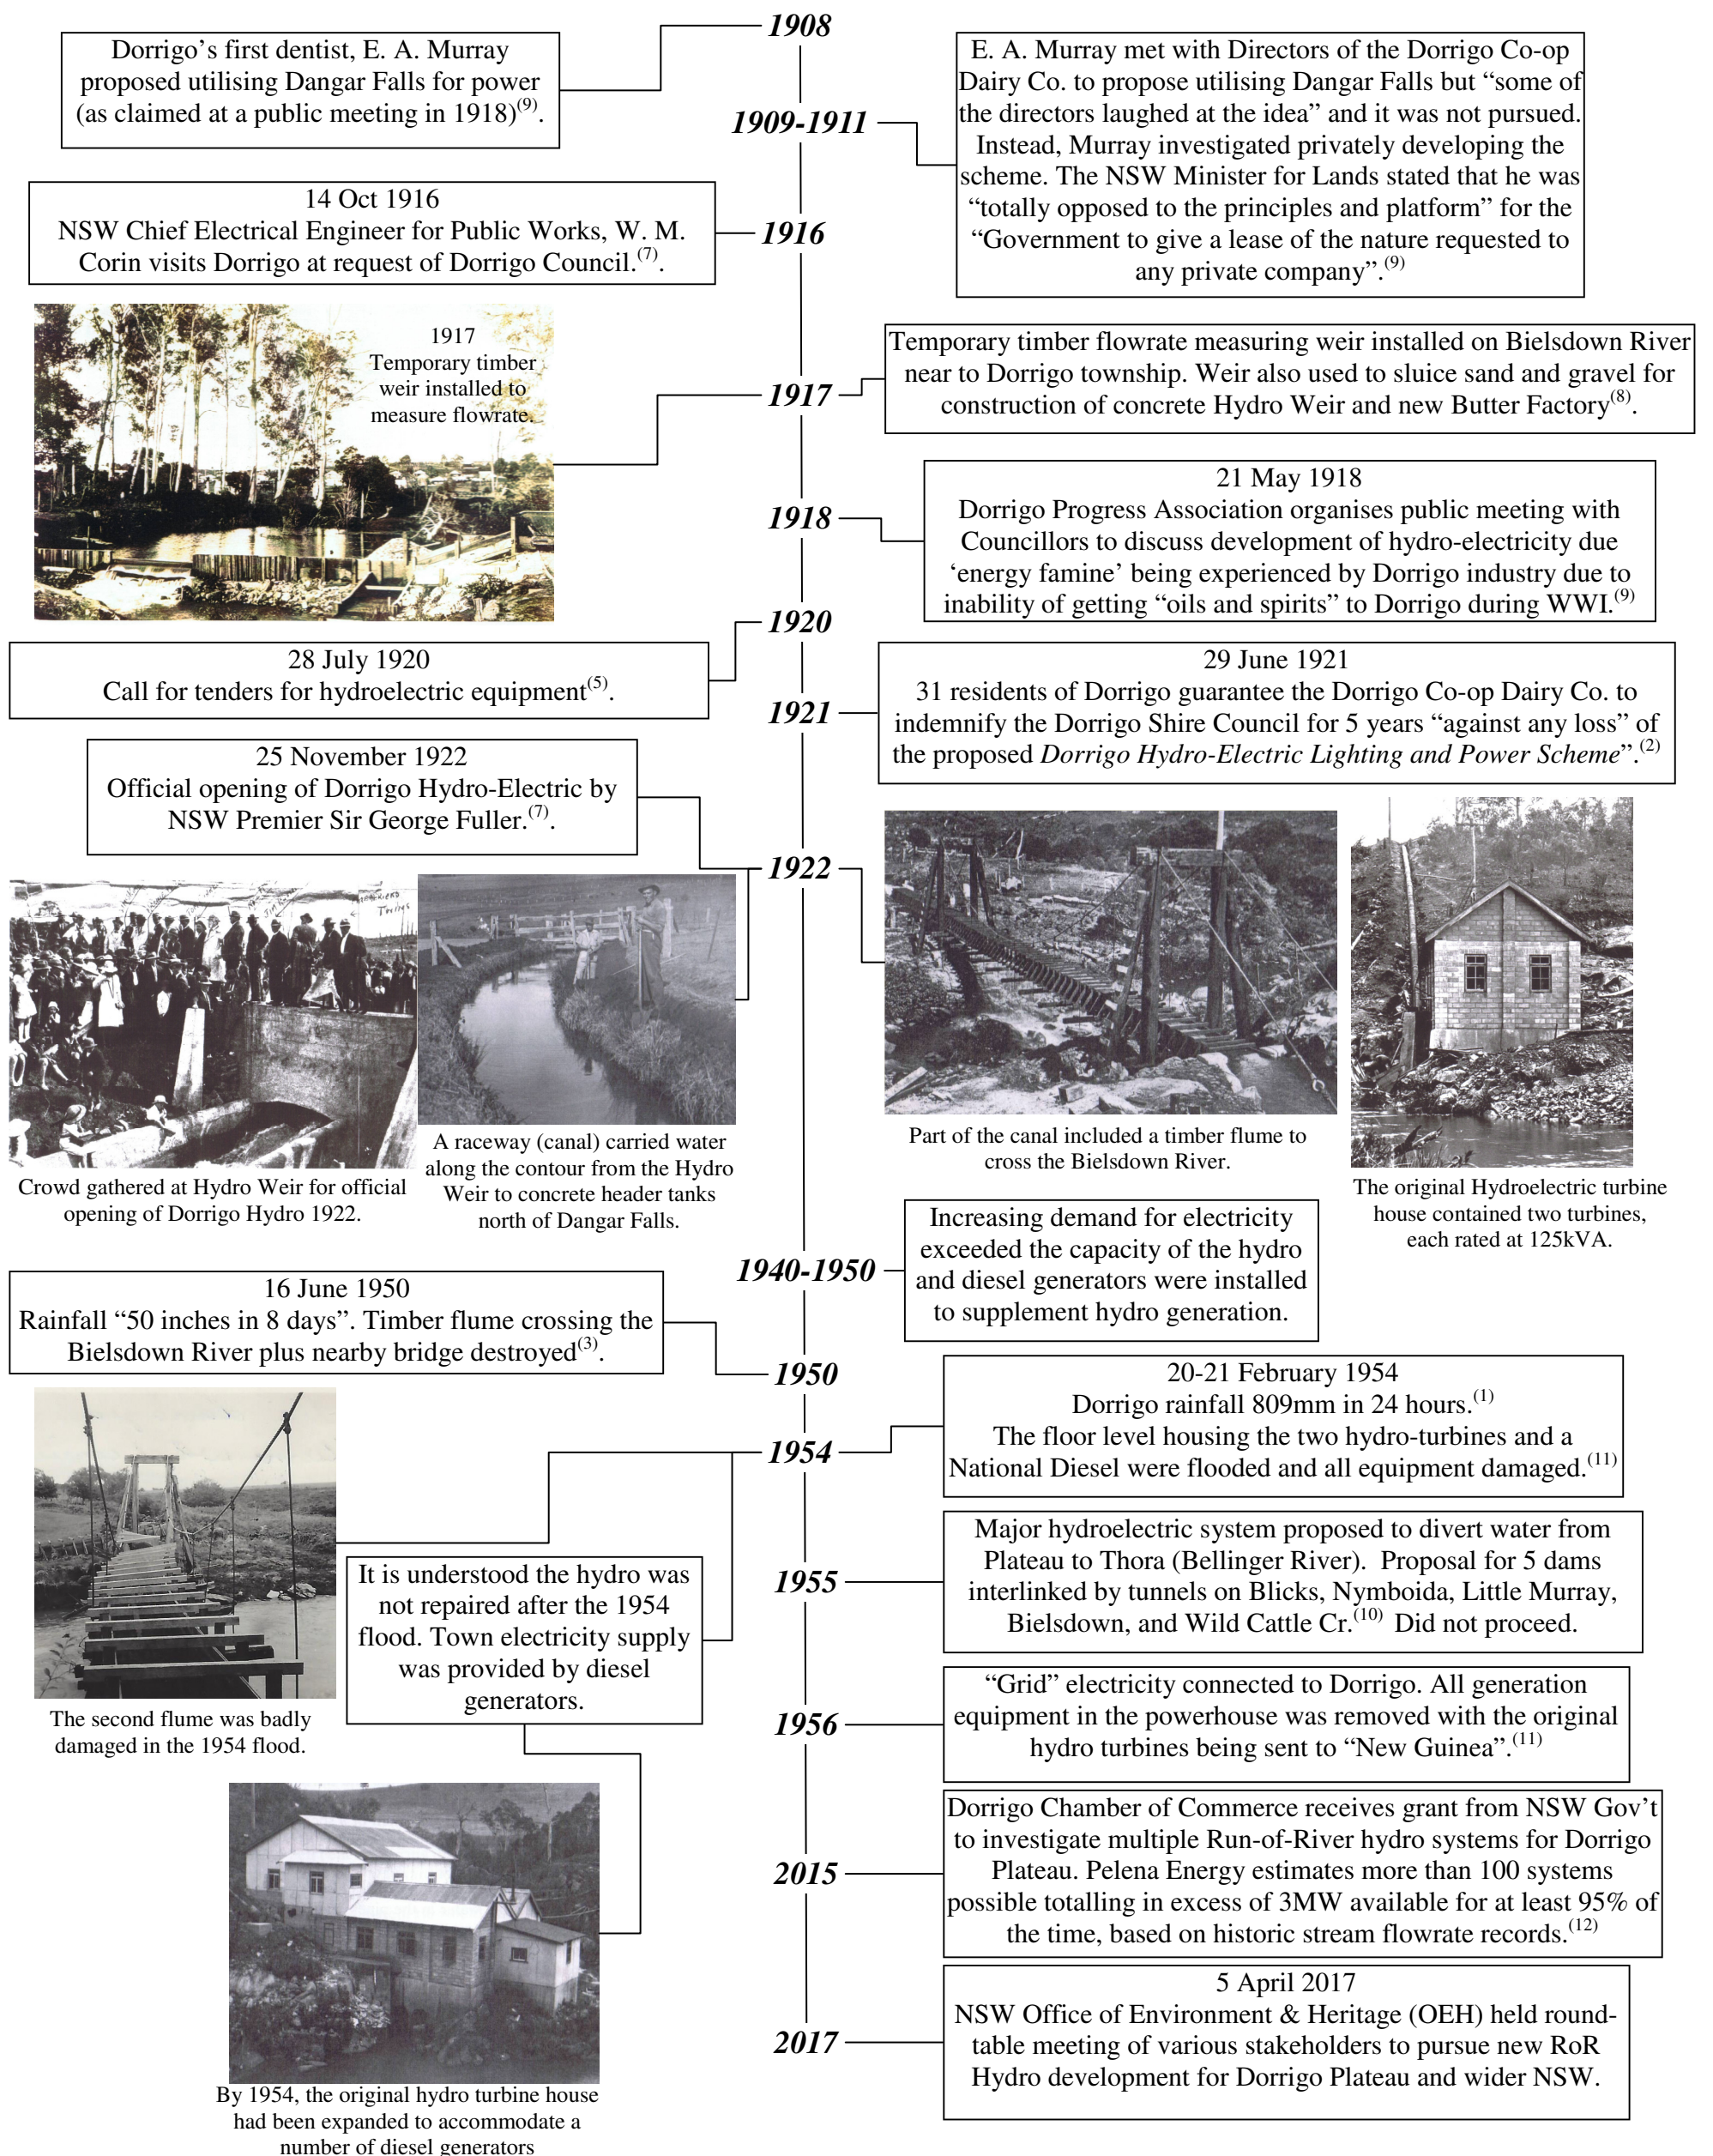 1908
Dorrigo’s first dentist, E. A. Murray
proposed utilising Dangar Falls for power
(as claimed at a public meeting in 1918)(9).
1909-1911
E. A. Murray met with Directors of the Dorrigo Co-op
Dairy Co. to propose utilising Dangar Falls but “some of
the directors laughed at the idea” and it was not pursued.
Instead, Murray investigated privately developing the
scheme. The NSW Minister for Lands stated that he was
“totally opposed to the principles and platform” for the
“Government to give a lease of the nature requested to
any private company”.(9)
14 Oct 1916
NSW Chief Electrical Engineer for Public Works, W. M.
Corin visits Dorrigo at request of Dorrigo Council.(7).
1916
1917
Temporary timber
weir installed to
measure flowrate.
1917
Temporary timber flowrate measuring weir installed on Bielsdown River
near to Dorrigo township. Weir also used to sluice sand and gravel for
construction of concrete Hydro Weir and new Butter Factory(8).
1918
21 May 1918
Dorrigo Progress Association organises public meeting with
Councillors to discuss development of hydro-electricity due
‘energy famine’ being experienced by Dorrigo industry due to
inability of getting “oils and spirits” to Dorrigo during WWI.(9)
1920
28 July 1920
Call for tenders for hydroelectric equipment(5).
1921
29 June 1921
31 residents of Dorrigo guarantee the Dorrigo Co-op Dairy Co. to
indemnify the Dorrigo Shire Council for 5 years “against any loss” of
the proposed Dorrigo Hydro-Electric Lighting and Power Scheme”.(2)
25 November 1922
Official opening of Dorrigo Hydro-Electric by
NSW Premier Sir George Fuller.(7).
1922
Crowd gathered at Hydro Weir for official
opening of Dorrigo Hydro 1922.
A raceway (canal) carried water
along the contour from the Hydro
Weir to concrete header tanks
north of Dangar Falls.
Part of the canal included a timber flume to
cross the Bielsdown River.
The original Hydroelectric turbine
house contained two turbines,
each rated at 125kVA.
1940-1950
Increasing demand for electricity
exceeded the capacity of the hydro
and diesel generators were installed
to supplement hydro generation.
16 June 1950
Rainfall “50 inches in 8 days”. Timber flume crossing the
Bielsdown River plus nearby bridge destroyed(3).
1950
1954
20-21 February 1954
Dorrigo rainfall 809mm in 24 hours.(1)
The floor level housing the two hydro-turbines and a
National Diesel were flooded and all equipment damaged.(11)
The second flume was badly
damaged in the 1954 flood.
It is understood the hydro was
not repaired after the 1954
flood. Town electricity supply
was provided by diesel
generators.
1955
Major hydroelectric system proposed to divert water from
Plateau to Thora (Bellinger River). Proposal for 5 dams
interlinked by tunnels on Blicks, Nymboida, Little Murray,
Bielsdown, and Wild Cattle Cr.(10) Did not proceed.
1956
“Grid” electricity connected to Dorrigo. All generation
equipment in the powerhouse was removed with the original
hydro turbines being sent to “New Guinea”.(11)
By 1954, the original hydro turbine house
had been expanded to accommodate a
number of diesel generators
2015
Dorrigo Chamber of Commerce receives grant from NSW Gov’t
to investigate multiple Run-of-River hydro systems for Dorrigo
Plateau. Pelena Energy estimates more than 100 systems
possible totalling in excess of 3MW available for at least 95% of
the time, based on historic stream flowrate records.(12)
2017
5 April 2017
NSW Office of Environment & Heritage (OEH) held round-
table meeting of various stakeholders to pursue new RoR
Hydro development for Dorrigo Plateau and wider NSW.